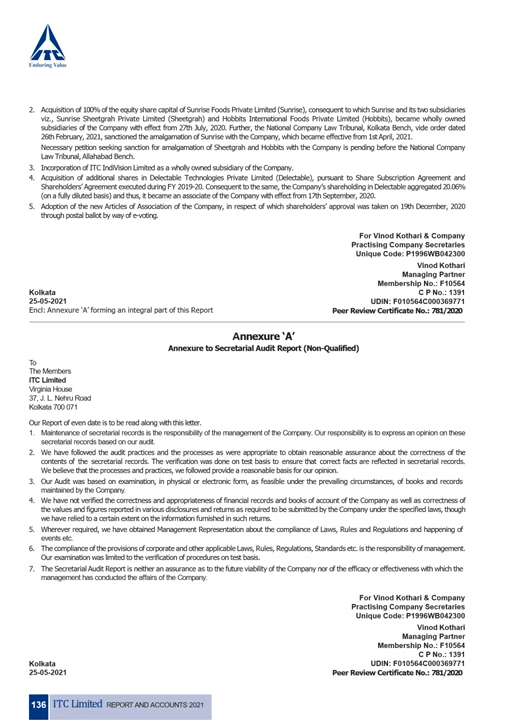 ITC
Enduring Value
2. Acquisition of 100% of the equity share capital of Sunrise Foods Private Limited (Sunrise), consequent to which Sunrise and its two subsidiaries
viz., Sunrise Sheetgrah Private Limited (Sheetgrah) and Hobbits International Foods Private Limited (Hobbits), became wholly owned
subsidiaries of the Company with effect from 27th July, 2020. Further, the National Company Law Tribunal, Kolkata Bench, vide order dated
26th February, 2021, sanctioned the amalgamation of Sunrise with the Company, which became effective from 1st April, 2021.
Necessary petition seeking sanction for amalgamation of Sheetgrah and Hobbits with the Company is pending before the National Company
Law Tribunal, Allahabad Bench.
3. Incorporation of ITC IndiVision Limited as a wholly owned subsidiary of the Company.
4. Acquisition of additional shares in Delectable Technologies Private Limited (Delectable), pursuant to Share Subscription Agreement and
Shareholders' Agreement executed during FY 2019-20. Consequent to the same, the Company's shareholding in Delectable aggregated 20.06%
(on a fully diluted basis) and thus, it became an associate of the Company with effect from 17th September, 2020.
5. Adoption of the new Articles of Association of the Company, in respect of which shareholders' approval was taken on 19th December, 2020
through postal ballot by way of e-voting.
For Vinod Kothari & Company
Practising Company Secretaries
Unique Code: P1996WB042300
Vinod Kothari
Managing Partner
Membership No.: F10564
Kolkata C P No.: 1391
25-05-2021 UDIN: F010564C000369771
Encl: Annexure 'A' forming an integral part of this Report Peer Review Certificate No.: 781/2020
Annexure 'A'
Annexure to Secretarial Audit Report (Non-Qualified)
To
The Members
ITC Limited
Virginia House
37, J. L. Nehru Road
Kolkata 700 071
Our Report of even date is to be read along with this letter.
1. Maintenance of secretarial records is the responsibility of the management of the Company. Our responsibility is to express an opinion on these
secretarial records based on our audit.
2. We have followed the audit practices and the processes as were appropriate to obtain reasonable assurance about the correctness of the
contents of the secretarial records. The verification was done on test basis to ensure that correct facts are reflected in secretarial records.
We believe that the processes and practices, we followed provide a reasonable basis for our opinion.
3. Our Audit was based on examination, in physical or electronic form, as feasible under the prevailing circumstances, of books and records
maintained by the Company.
4. We have not verified the correctness and appropriateness of financial records and books of account of the Company as well as correctness of
the values and figures reported in various disclosures and returns as required to be submitted by the Company under the specified laws, though
we have relied to a certain extent on the information furnished in such returns.
5. Wherever required, we have obtained Management Representation about the compliance of Laws, Rules and Regulations and happening of
events etc.
6. The compliance of the provisions of corporate and other applicable Laws, Rules, Regulations, Standards etc. is the responsibility of management.
Our examination was limited to the verification of procedures on test basis.
7. The Secretarial Audit Report is neither an assurance as to the future viability of the Company nor of the efficacy or effectiveness with which the
management has conducted the affairs of the Company.
For Vinod Kothari & Company
Practising Company Secretaries
Unique Code: P1996WB042300
Vinod Kothari
Managing Partner
Membership No.: F10564
C P No.: 1391
Kolkata UDIN: F010564C000369771
25-05-2021 Peer Review Certificate No.: 781/2020
136 ITC Limited REPORT AND ACCOUNTS 2021